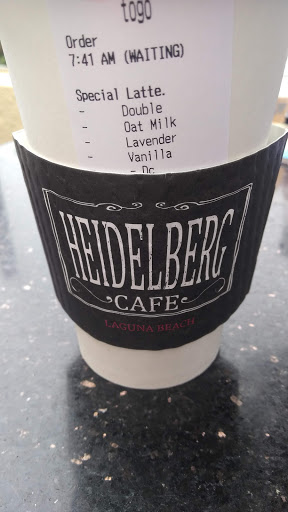 togo
Order
7:41 AM (WAITING)
Special Latte.
- Double
- Oat Milk
- Lavender
- Vanilla
HEIDELBERG
CAFE
LAGUNA BEACH